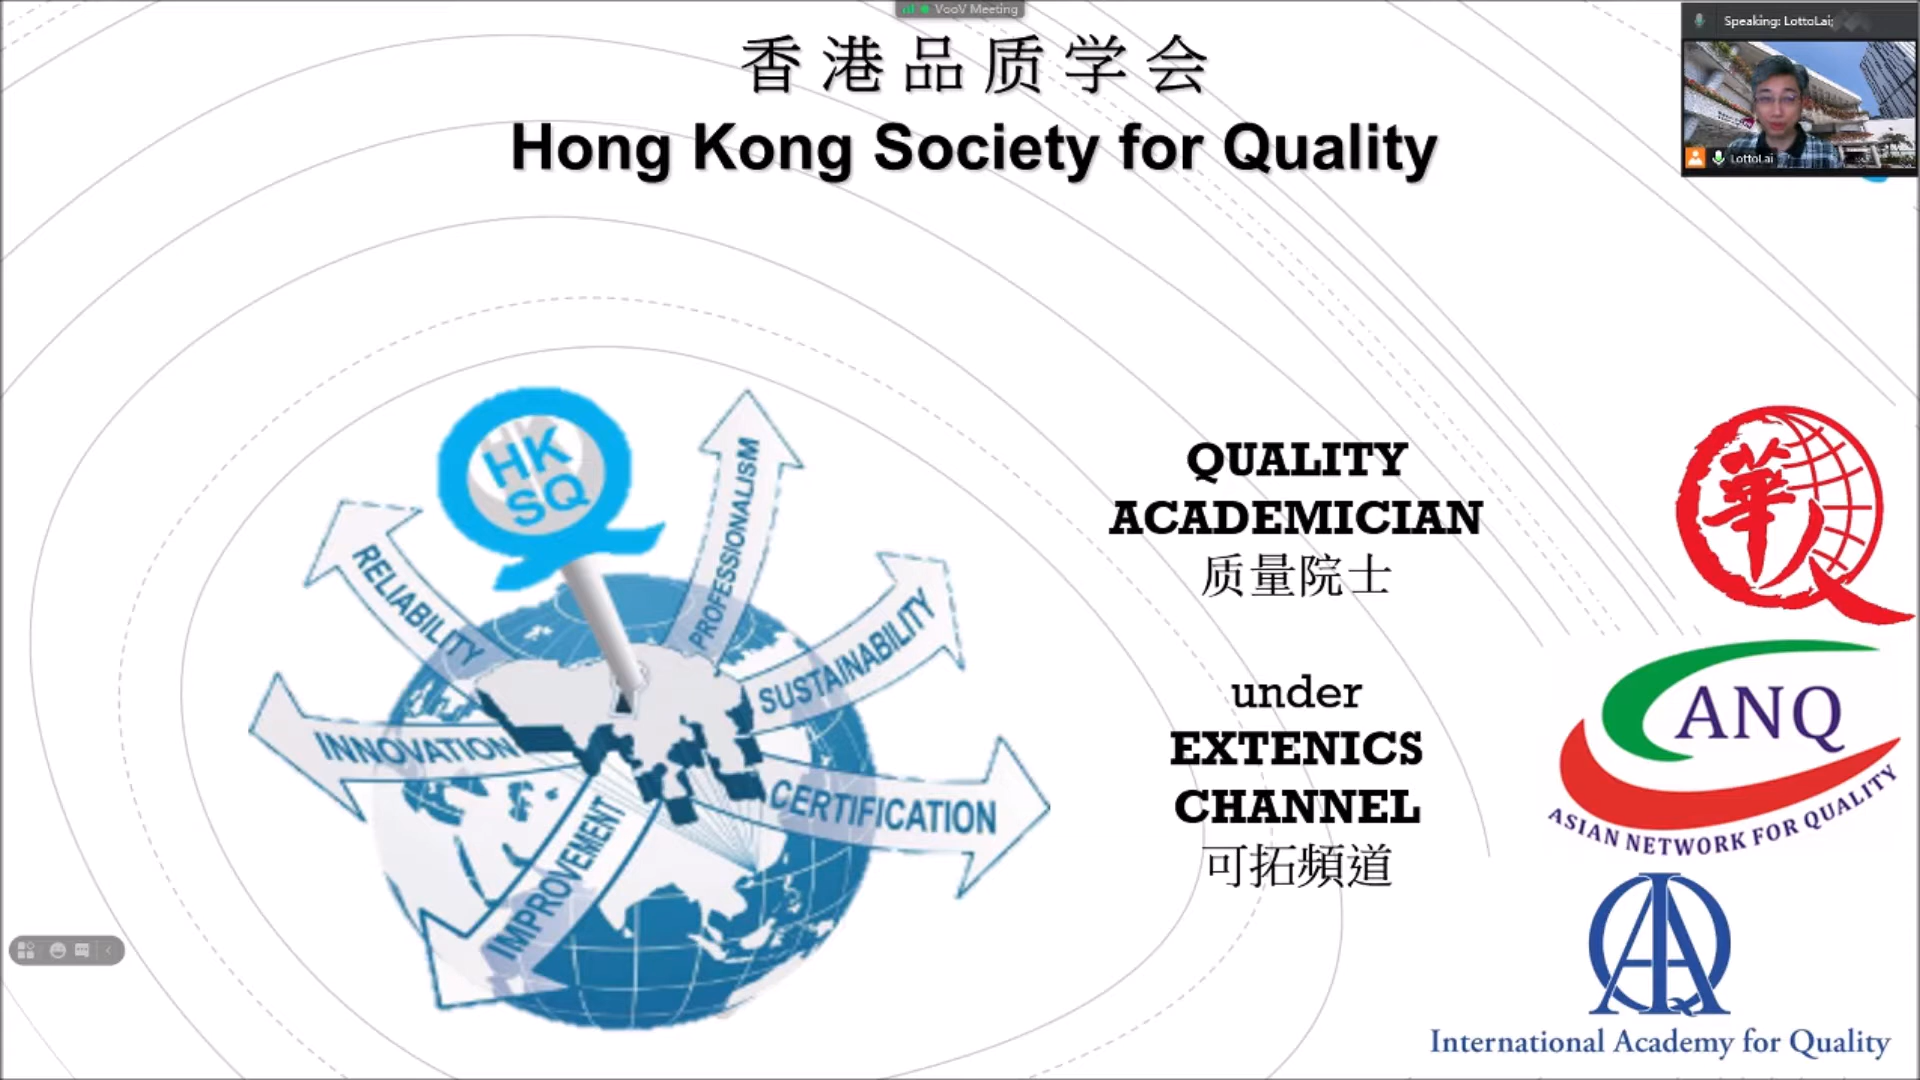 VooV Meeting
Speaking: LottoLai;
LottoLai
香港品质学会
Hong Kong Society for Quality
HK
SQ
RELIABILITY
PROFESSIONALISM
SUSTAINABILITY
INNOVATION
CERTIFICATION
IMPROVEMENT
QUALITY
ACADEMICIAN
质量院士
under
EXTENICS
CHANNEL
可拓頻道
華
ANQ
ASIAN NETWORK FOR QUALITY
IAQ
International Academy for Quality